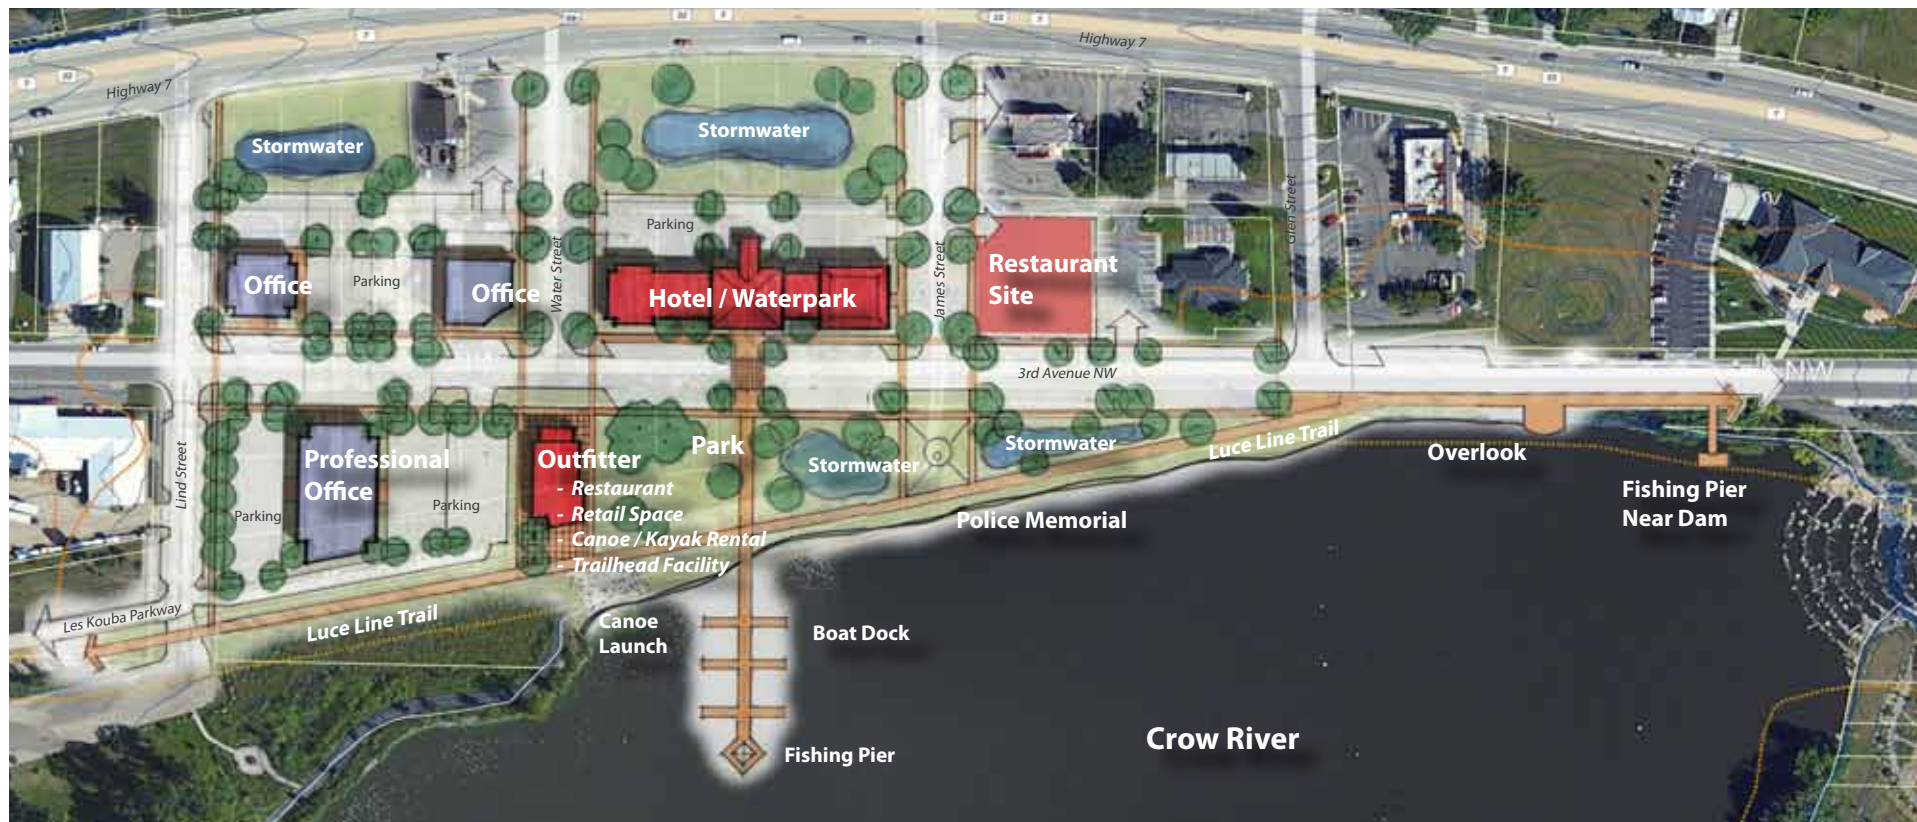 Highway 7
Highway 7
Stormwater
Stormwater
Parking
Water Street
James Street
Glen Street
Office
Parking
Office
Hotel / Waterpark
Restaurant
Site
3rd Avenue NW
NW
Lind Street
Professional
Office
Parking
Parking
Outfitter
- Restaurant
- Retail Space
- Canoe / Kayak Rental
- Trailhead Facility
Park
Stormwater
Stormwater
Luce Line Trail
Overlook
Fishing Pier
Near Dam
Police Memorial
Les Kouba Parkway
Luce Line Trail
Canoe
Launch
Boat Dock
Fishing Pier
Crow River